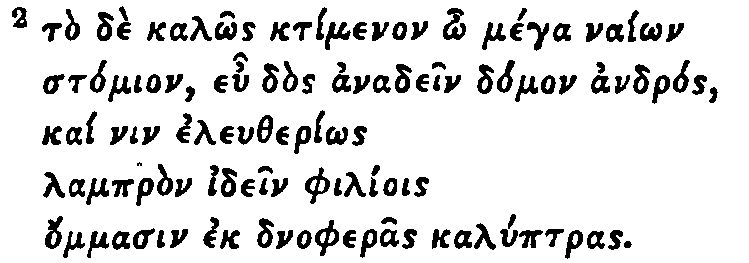 2 τὸ δὲ καλῶς κτίμενον ὦ μέγα ναίων
στόμιον, εὖ δὸς ἀναδεῖν δόμον ἀνδρός,
καί νιν ἐλευθερίως
λαμπρὸν ἰδεῖν φιλίοις
ὄμμασιν ἐκ δνοφερᾶς καλύπτρας.